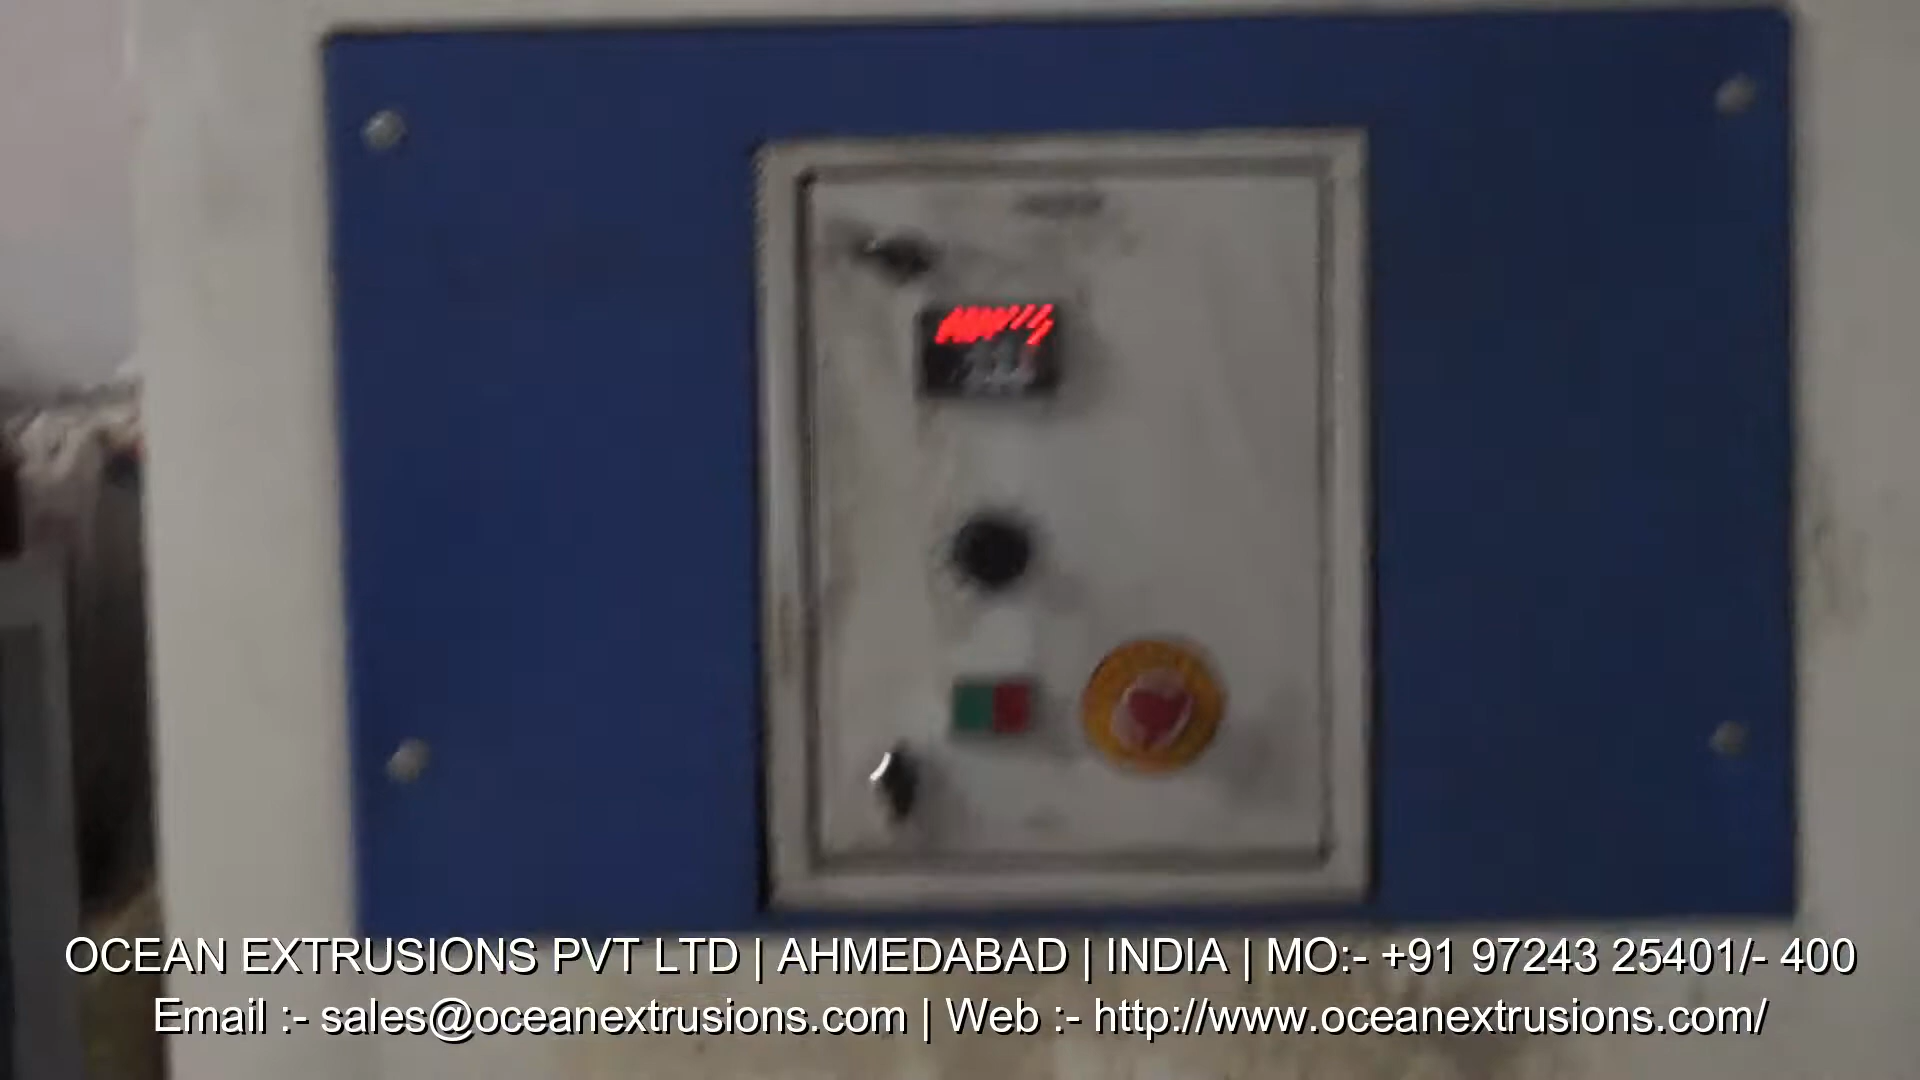 OCEAN EXTRUSIONS PVT LTD | AHMEDABAD | INDIA | MO:- +91 97243 25401/- 400
Email :- sales@oceanextrusions.com | Web :- http://www.oceanextrusions.com/